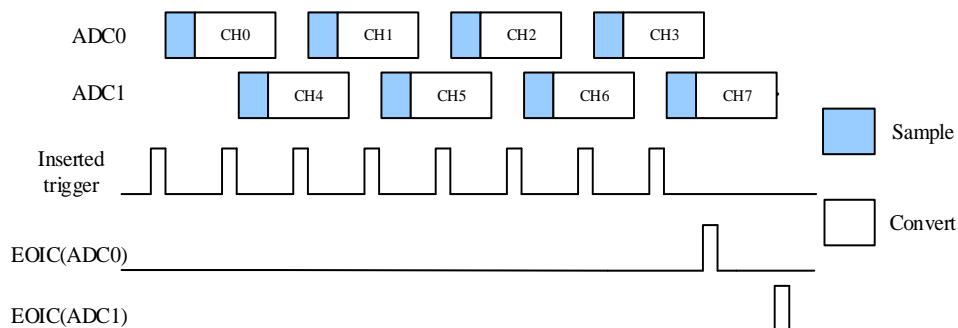 ADC0
CH0
CH1
CH2
CH3
ADC1
CH4
CH5
CH6
CH7
Sample
Inserted
trigger
Convert
EOIC(ADC0)
EOIC(ADC1)